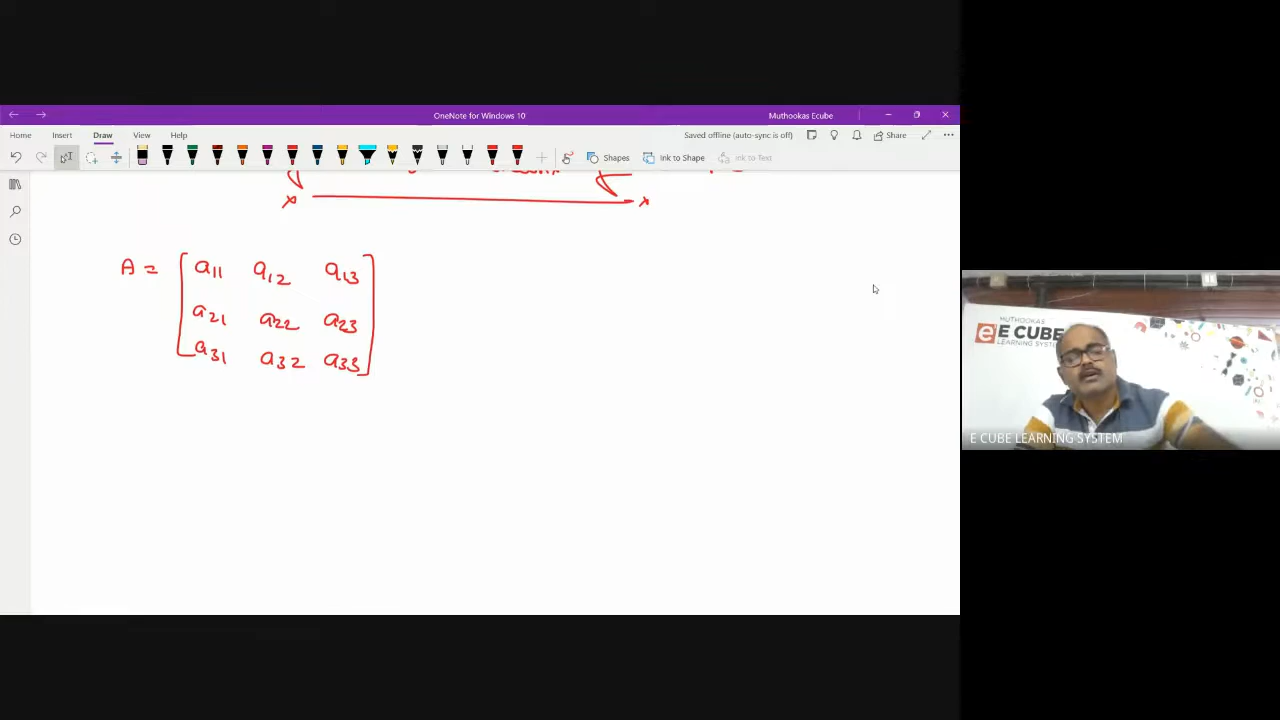 OneNote for Windows 10
Muthookas Ecube
Home Insert Draw View Help
Saved offline (auto-sync is off)
Share
Shapes
Ink to Shape
Ink to Text
A = [ a11 a12 a13
a21 a22 a23
a31 a32 a33 ]
MUTHOOKAS
e E CUBE
LEARNING SYSTEM
E CUBE LEARNING SYSTEM